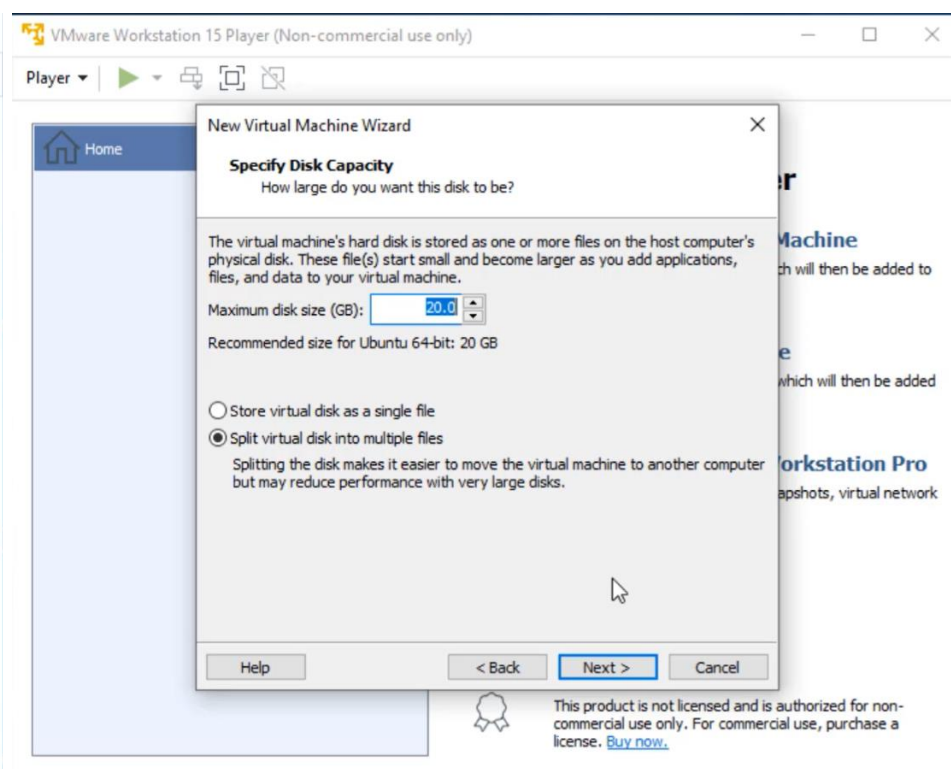 VMware Workstation 15 Player (Non-commercial use only)
Player
Home
New Virtual Machine Wizard
Specify Disk Capacity
How large do you want this disk to be?
The virtual machine's hard disk is stored as one or more files on the host computer's
physical disk. These file(s) start small and become larger as you add applications,
files, and data to your virtual machine.
Maximum disk size (GB): 20.0
Recommended size for Ubuntu 64-bit: 20 GB
Store virtual disk as a single file
Split virtual disk into multiple files
Splitting the disk makes it easier to move the virtual machine to another computer
but may reduce performance with very large disks.
Help
< Back
Next >
Cancel
Machine
will then be added to
which will then be added
Pro
virtual network
This product is not licensed and is authorized for non-
commercial use only. For commercial use, purchase a
license. Buy now.